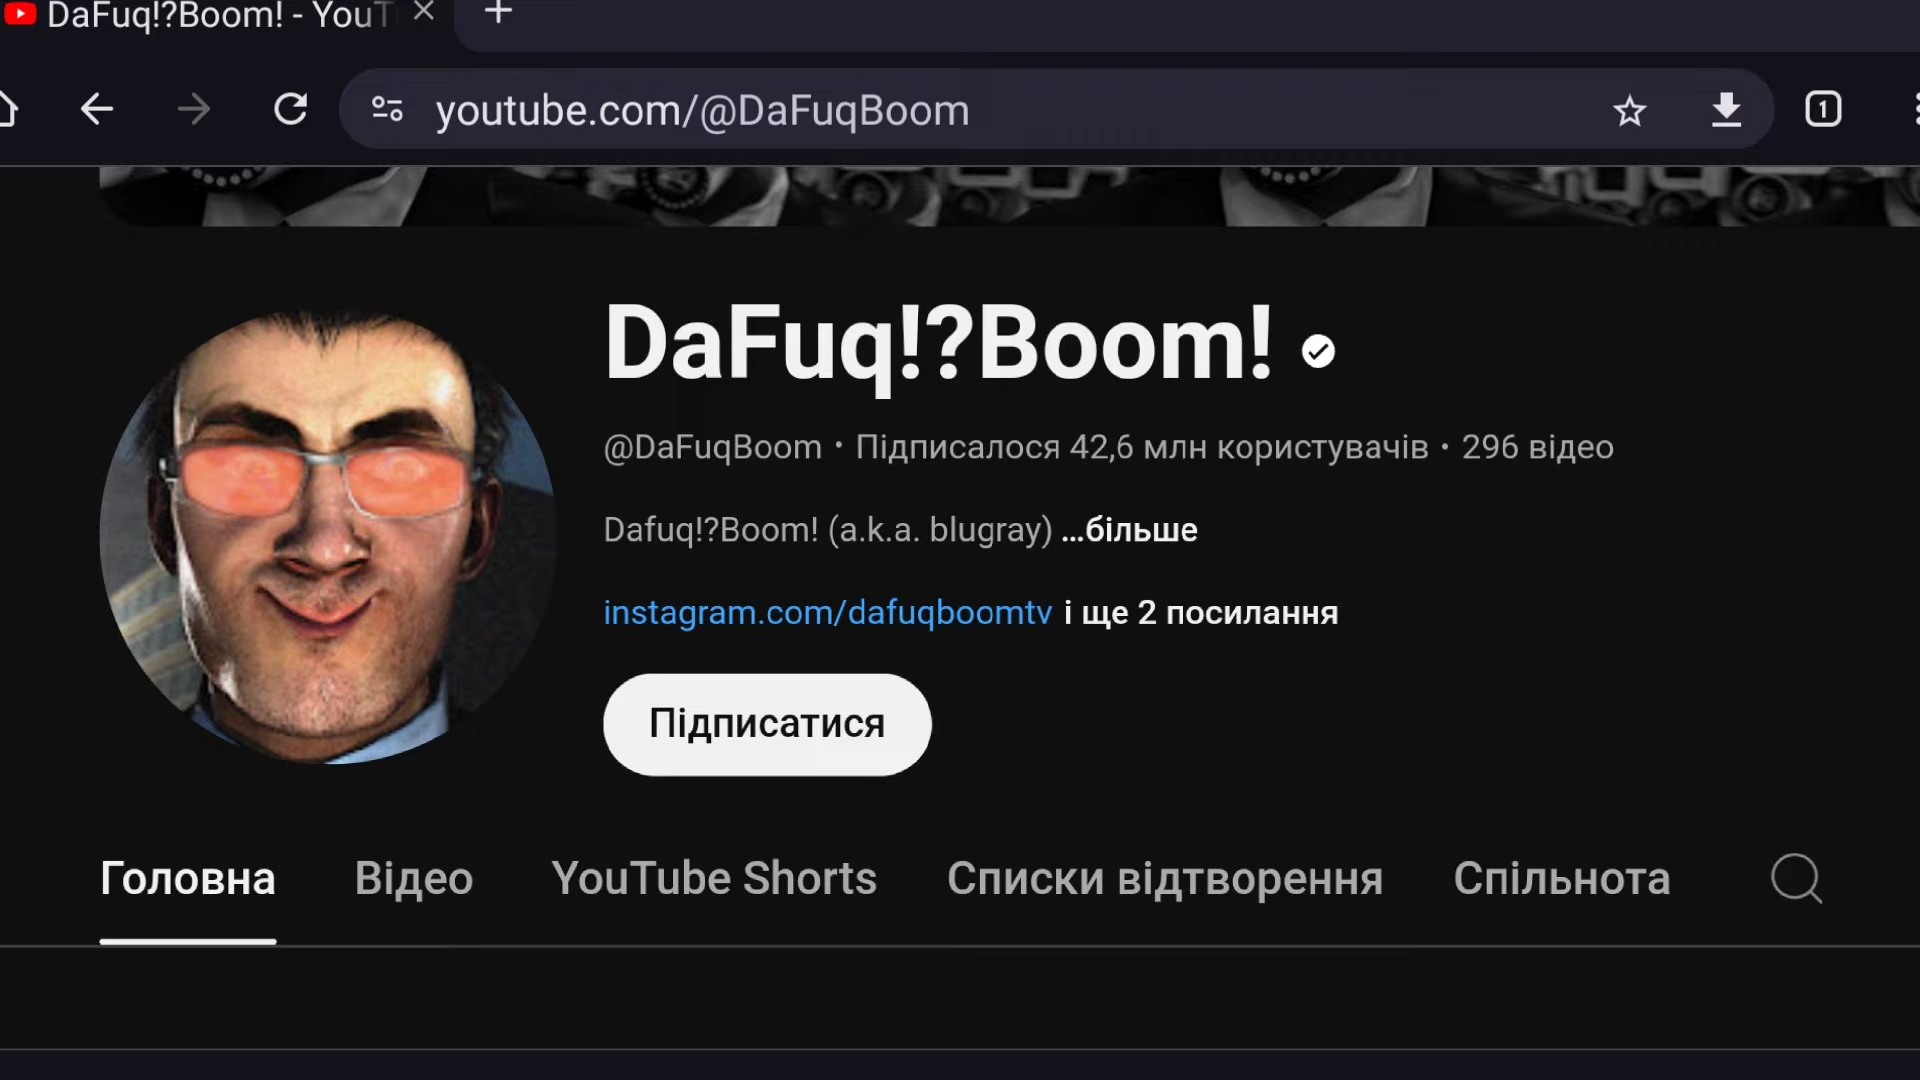 DaFuq!?Boom! - YouT
youtube.com/@DaFuqBoom
1
DaFuq!?Boom!
@DaFuqBoom • Підписалося 42,6 млн користувачів • 296 відео
Dafuq!?Boom! (a.k.a. blugray) ...більше
instagram.com/dafuqboomtv і ще 2 посилання
Підписатися
Головна Відео YouTube Shorts Списки відтворення Спільнота